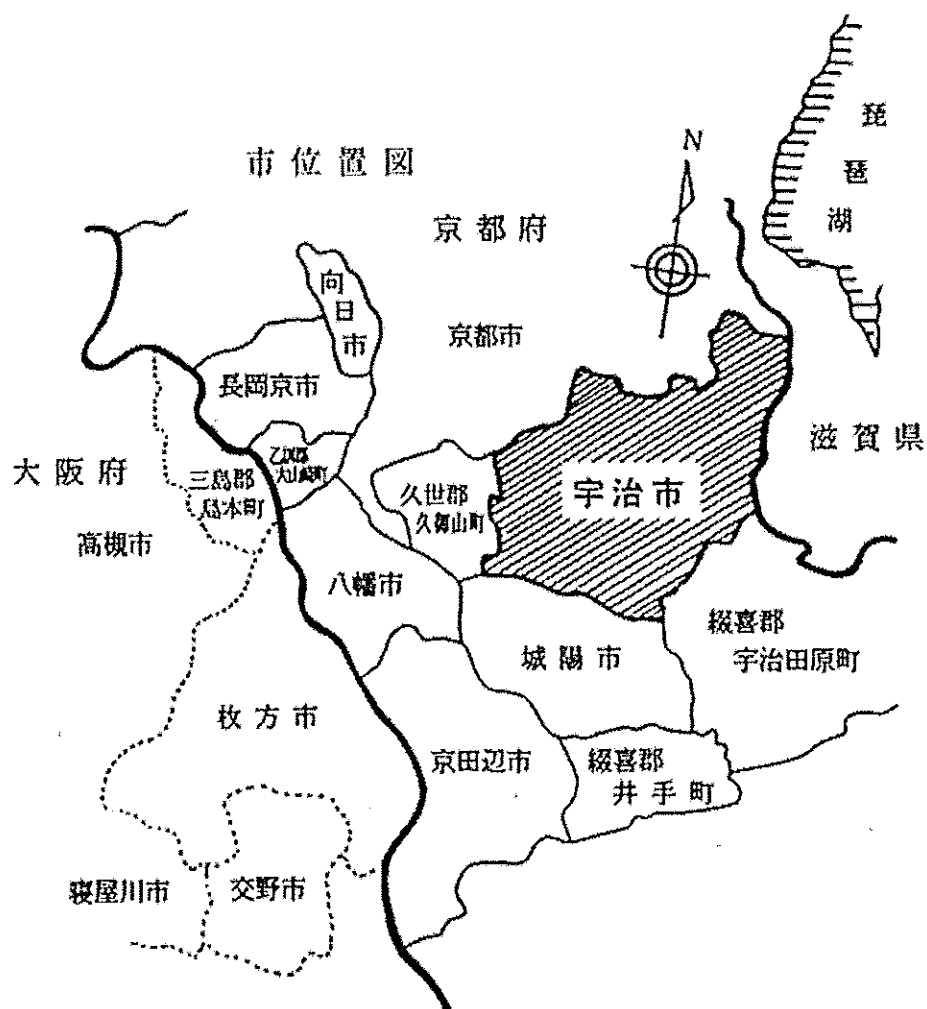 市位置図
N
琵琶湖
京都府
向日市
京都市
長岡京市
滋賀県
大阪府
三島郡
島本町
乙訓郡
大山崎町
久世郡
久御山町
宇治市
高槻市
八幡市
城陽市
綴喜郡
宇治田原町
枚方市
京田辺市
綴喜郡
井手町
寝屋川市
交野市